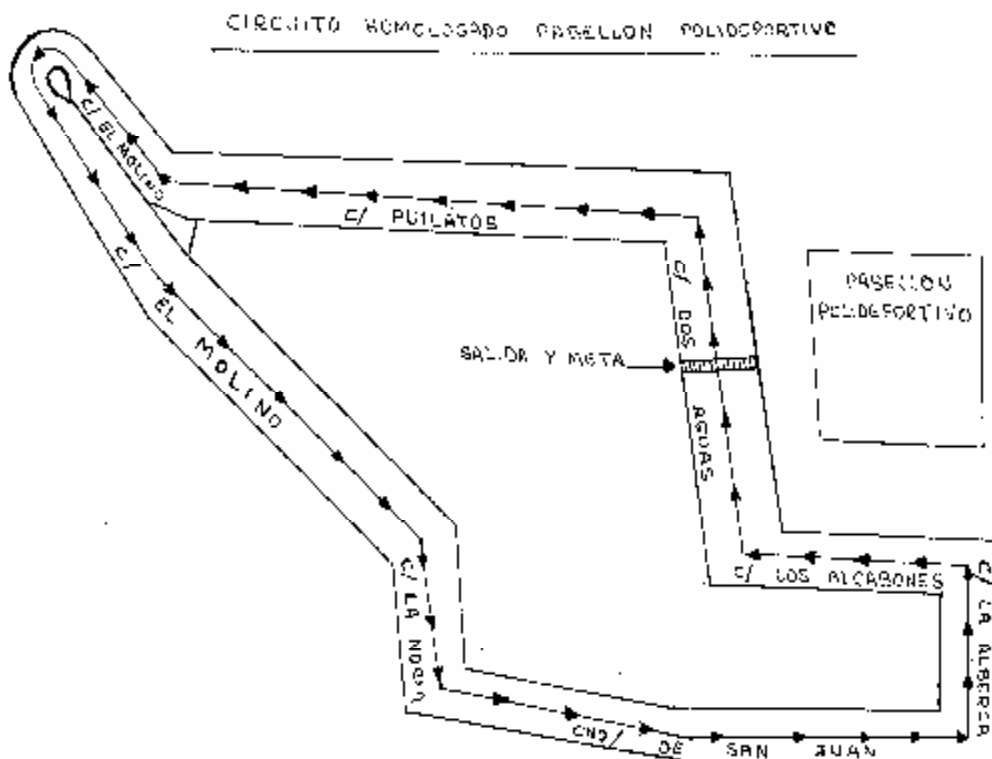 CIRCUITO HOMOLOGADO PABELLON POLIDEPORTIVO
C/ EL MOLINO
C/ PUILATOS
C/ DOS AGUAS
PABELLON
POLIDEPORTIVO
SALIDA Y META
C/ EL MOLINO
C/ LOS ALCABONES
C/ LA NORIA
C/ LA ALBERCA
CNO/ DE SAN JUAN